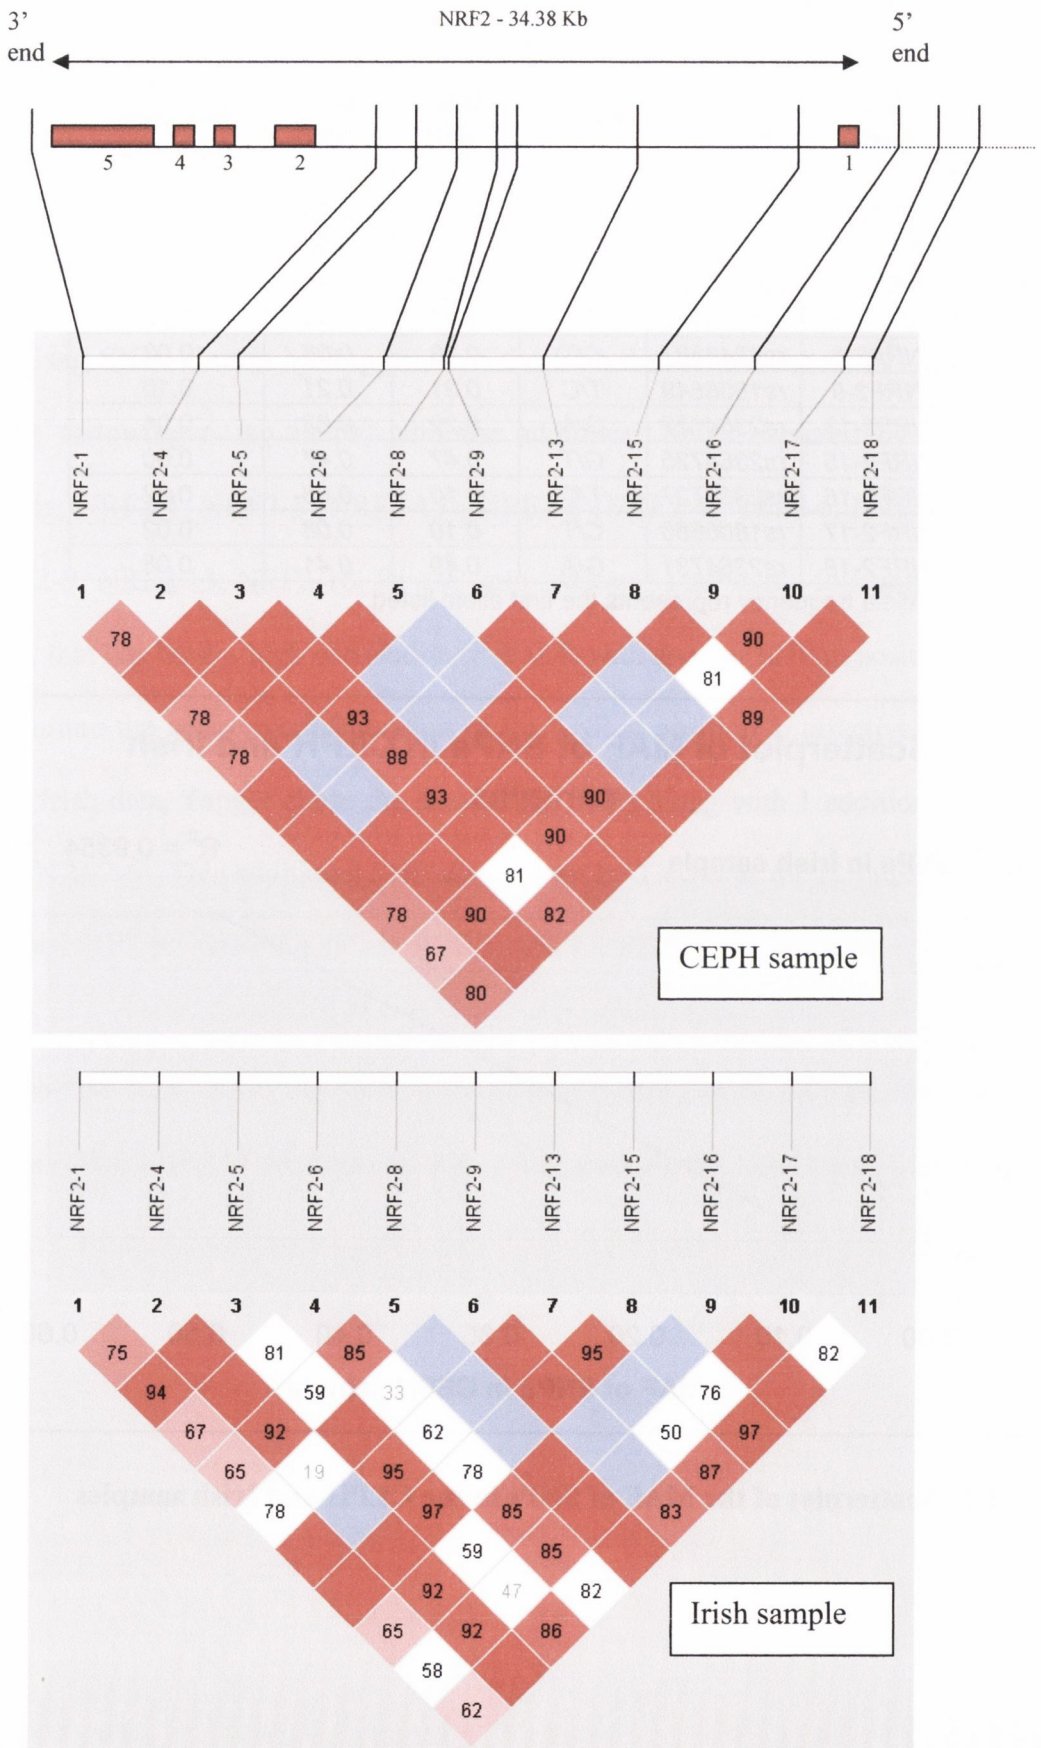 3’ end
NRF2 - 34.38 Kb
5’ end
5 4 3 2 1
NRF2-1
NRF2-4
NRF2-5
NRF2-6
NRF2-8
NRF2-9
NRF2-13
NRF2-15
NRF2-16
NRF2-17
NRF2-18
1 2 3 4 5 6 7 8 9 10 11
78 90
81
78 93 89
78 88
93 90
90
81
78 90 82
67
80
CEPH sample
NRF2-1
NRF2-4
NRF2-5
NRF2-6
NRF2-8
NRF2-9
NRF2-13
NRF2-15
NRF2-16
NRF2-17
NRF2-18
1 2 3 4 5 6 7 8 9 10 11
75 81 85 95 82
94 59 33 76
67 92 62 50 97
65 19 95 78 87
78 97 85 83
59 85
92 47 82
65 92 86
58
62
Irish sample